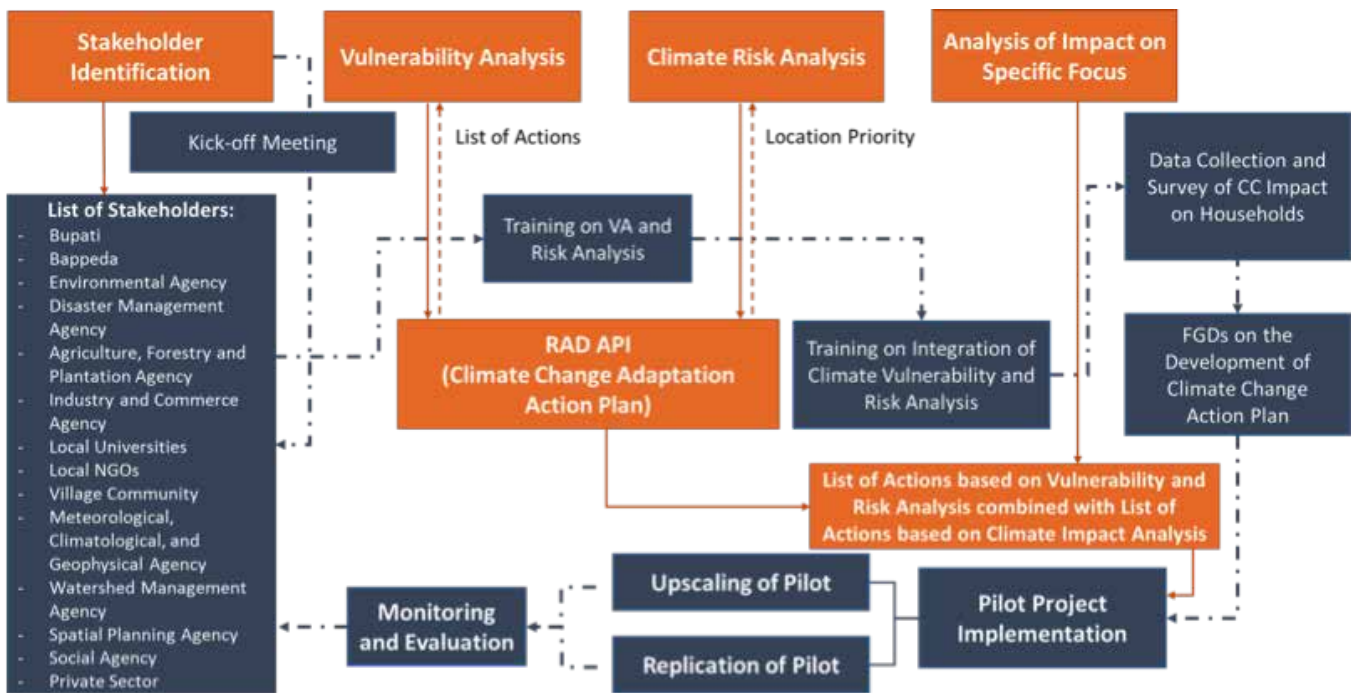 Stakeholder
Identification
Vulnerability Analysis
Climate Risk Analysis
Analysis of Impact on
Specific Focus
Kick-off Meeting
List of Actions
Location Priority
Data Collection and
Survey of CC Impact
on Households
List of Stakeholders:
- Bupati
- Bappeda
- Environmental Agency
- Disaster Management
Agency
- Agriculture, Forestry and
Plantation Agency
- Industry and Commerce
Agency
- Local Universities
- Local NGOs
- Village Community
- Meteorological,
Climatological, and
Geophysical Agency
- Watershed Management
Agency
- Spatial Planning Agency
- Social Agency
- Private Sector
Training on VA and
Risk Analysis
RAD API
(Climate Change Adaptation
Action Plan)
Training on Integration of
Climate Vulnerability and
Risk Analysis
FGDs on the
Development of
Climate Change
Action Plan
List of Actions based on Vulnerability and
Risk Analysis combined with List of
Actions based on Climate Impact Analysis
Upscaling of Pilot
Pilot Project
Implementation
Monitoring
and Evaluation
Replication of Pilot